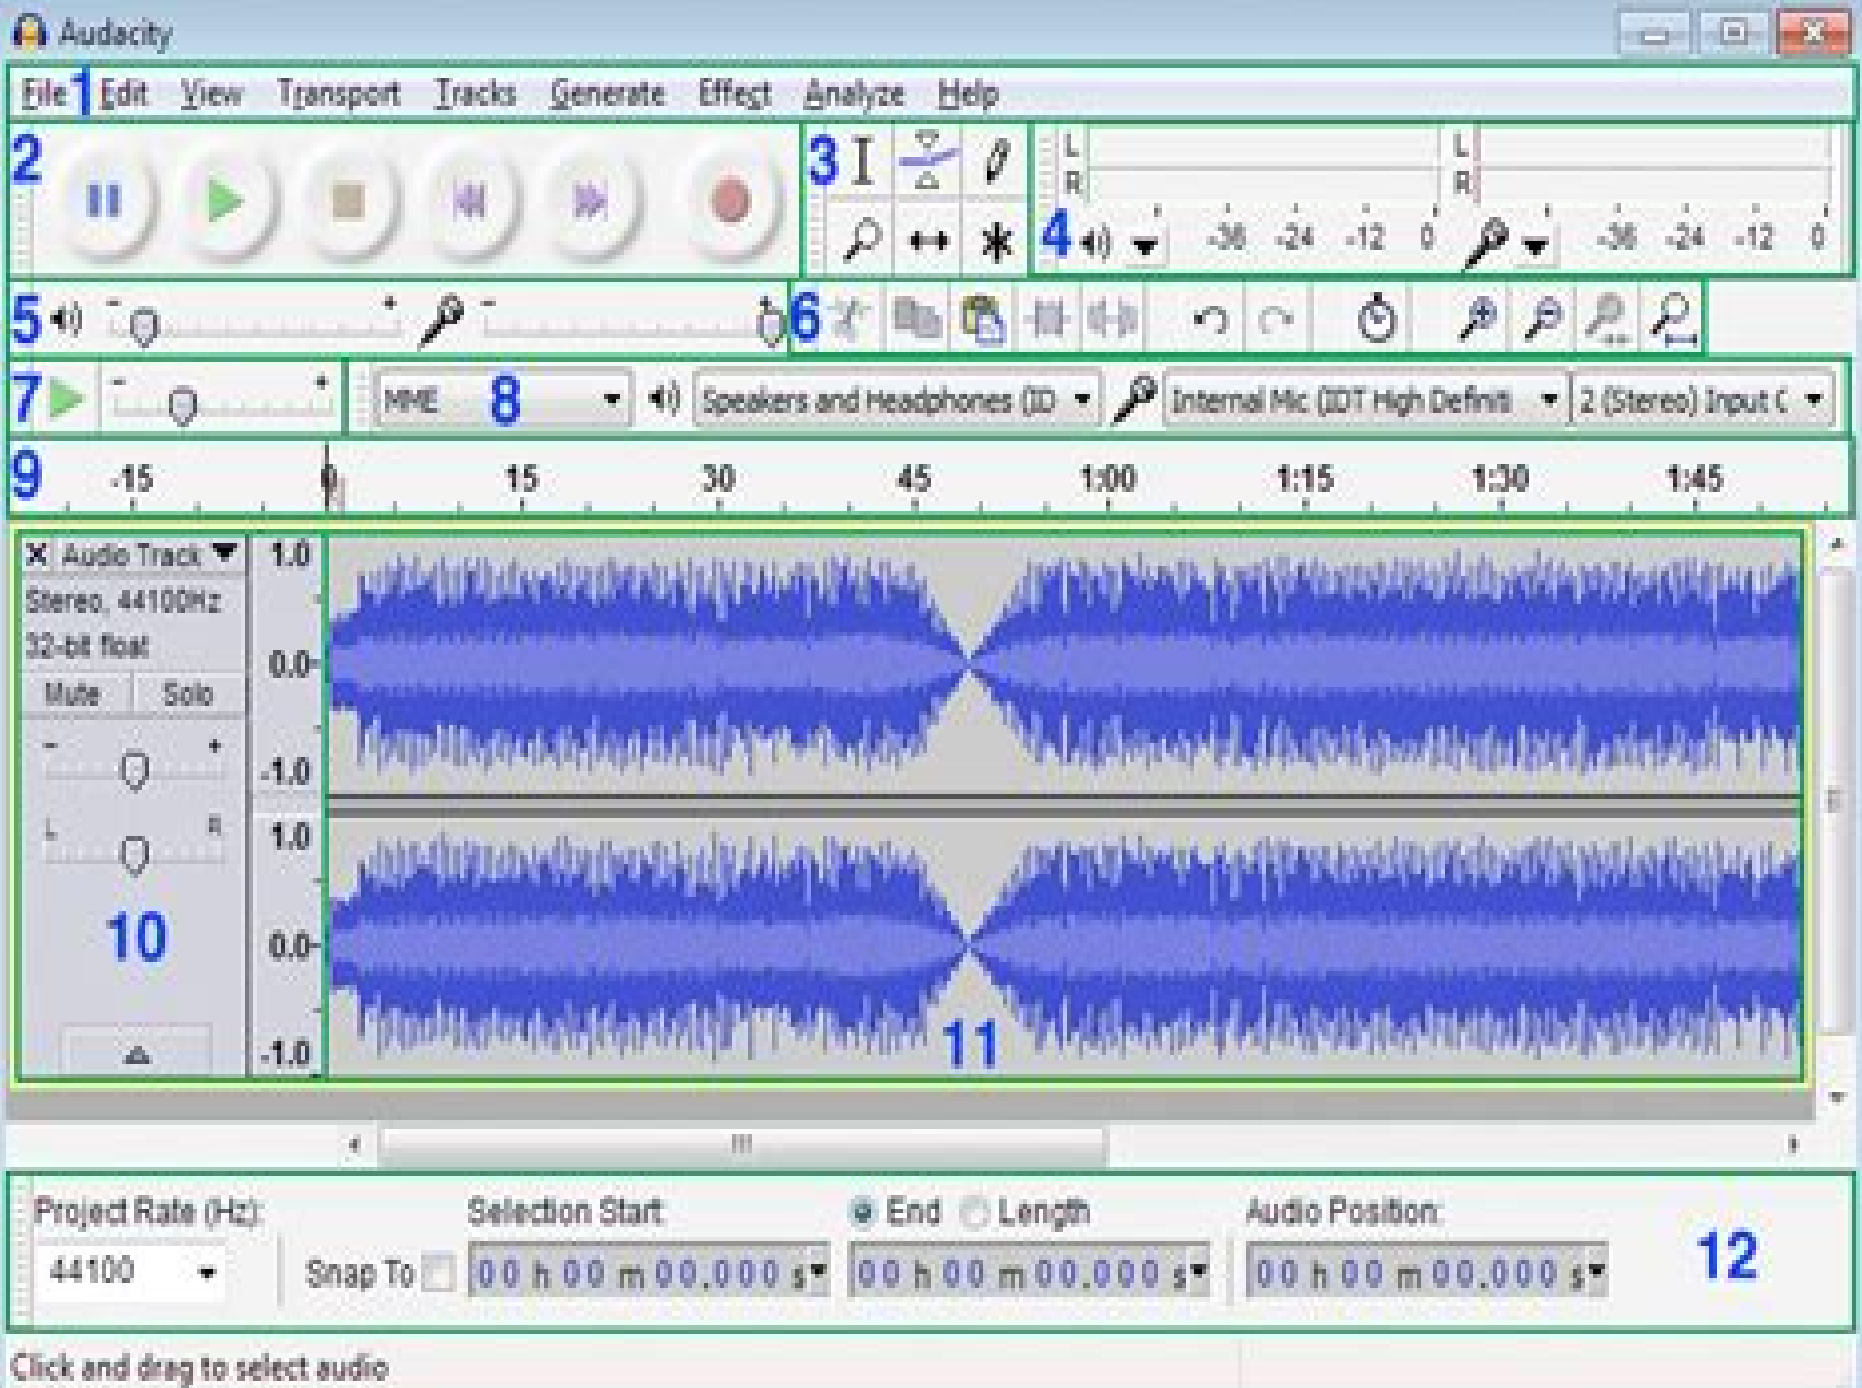 Audacity
File 1 Edit View Transport Tracks Generate Effect Analyze Help
2
3
L
R
L
R
4 -36 -24 -12 0 -36 -24 -12 0
5 - + - +
6
7 - + MME 8 Speakers and Headphones (ID Internal Mic (IDT High Definiti 2 (Stereo) Input C
9 -15 0 15 30 45 1:00 1:15 1:30 1:45
X Audio Track 1.0
Stereo, 44100Hz
32-bit float
0.0
Mute Solo
- +
-1.0
L R
1.0
10
0.0
11
-1.0
Project Rate (Hz): Selection Start: End Length Audio Position:
12
44100 Snap To 00 h 00 m 00.000 s 00 h 00 m 00.000 s 00 h 00 m 00.000 s
Click and drag to select audio